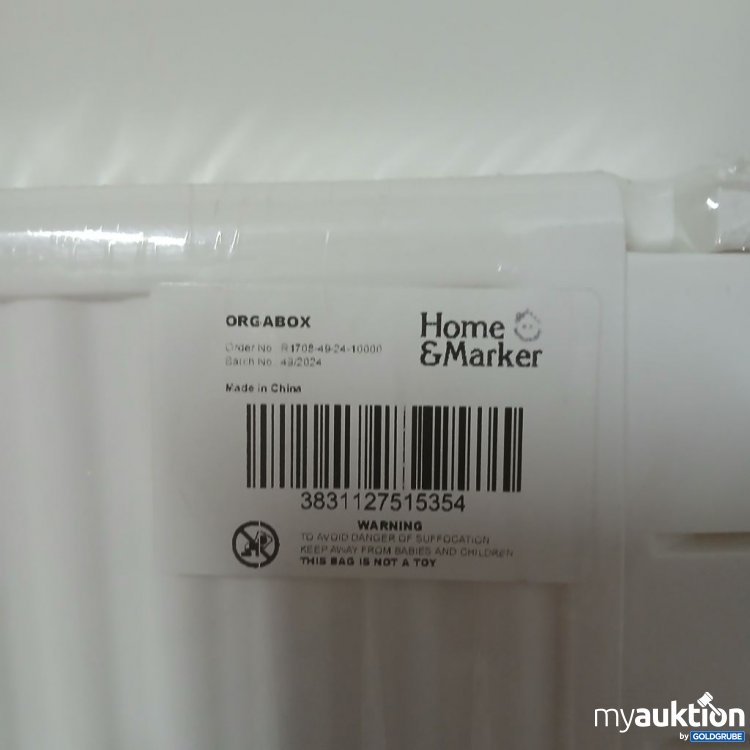 ORGABOX
Order No. R1708-49-24-10000
Batch No. 49/2024
Made in China
Home
&Marker
3831127515354
WARNING
TO AVOID DANGER OF SUFFOCATION
KEEP AWAY FROM BABIES AND CHILDREN
THIS BAG IS NOT A TOY
myauktion
by GOLDGRUBE